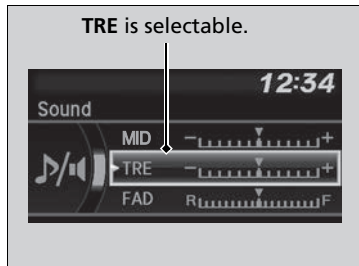 TRE is selectable.
12:34
Sound
MID - +
TRE - +
FAD R F